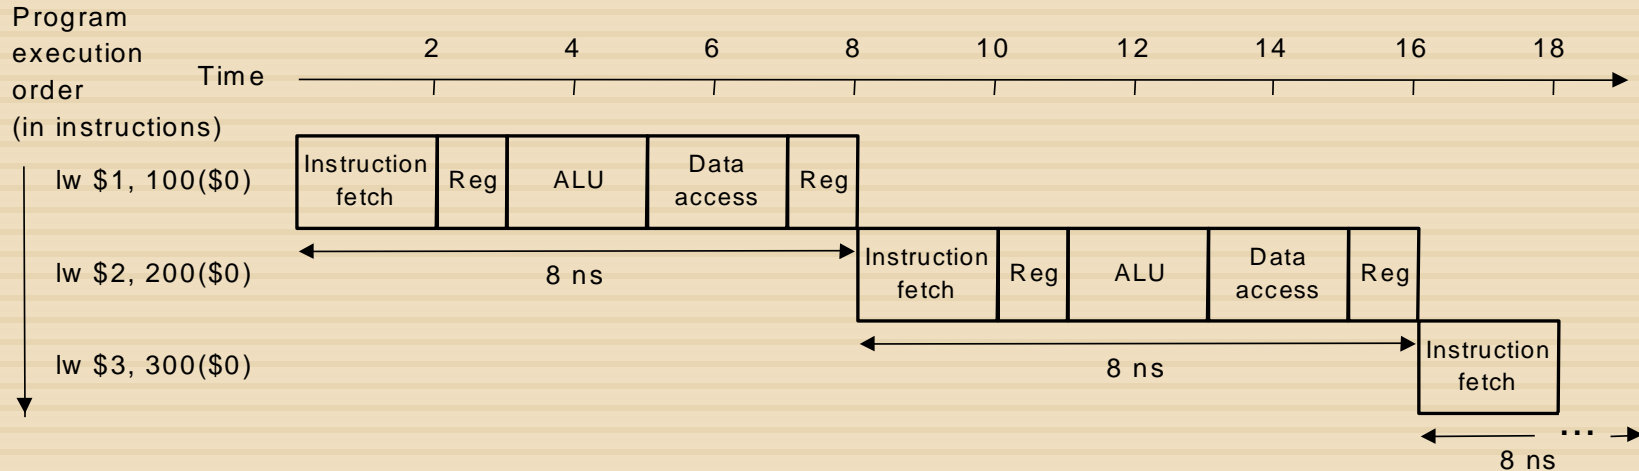 Program
execution
order
(in instructions)
Time
2 4 6 8 10 12 14 16 18
lw $1, 100($0)
Instruction
fetch
Reg
ALU
Data
access
Reg
8 ns
lw $2, 200($0)
Instruction
fetch
Reg
ALU
Data
access
Reg
8 ns
lw $3, 300($0)
Instruction
fetch
...
8 ns